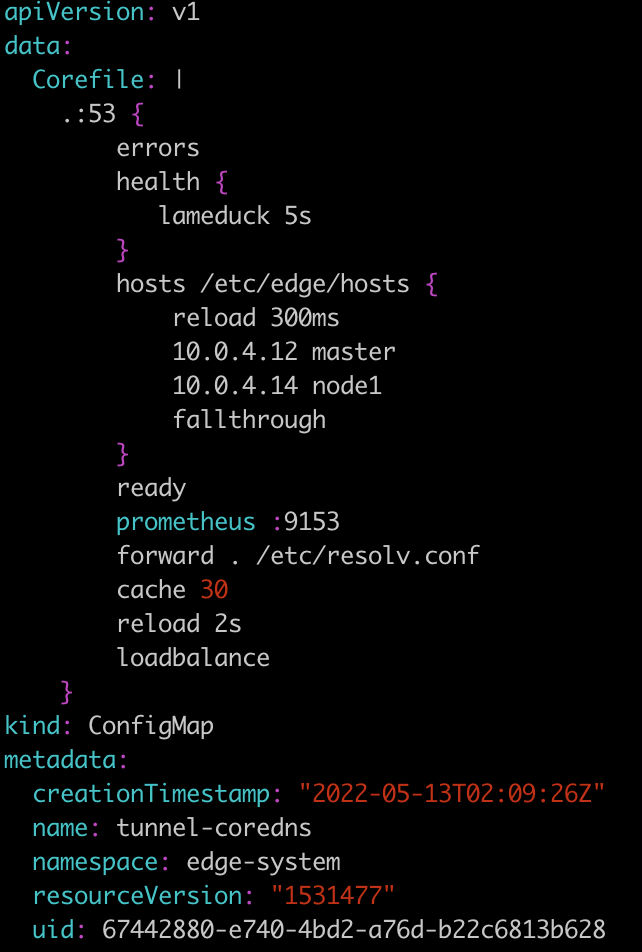 apiVersion: v1
data:
  Corefile: |
    .:53 {
        errors
        health {
           lameduck 5s
        }
        hosts /etc/edge/hosts {
            reload 300ms
            10.0.4.12 master
            10.0.4.14 node1
            fallthrough
        }
        ready
        prometheus :9153
        forward . /etc/resolv.conf
        cache 30
        reload 2s
        loadbalance
    }
kind: ConfigMap
metadata:
  creationTimestamp: "2022-05-13T02:09:26Z"
  name: tunnel-coredns
  namespace: edge-system
  resourceVersion: "1531477"
  uid: 67442880-e740-4bd2-a76d-b22c6813b628